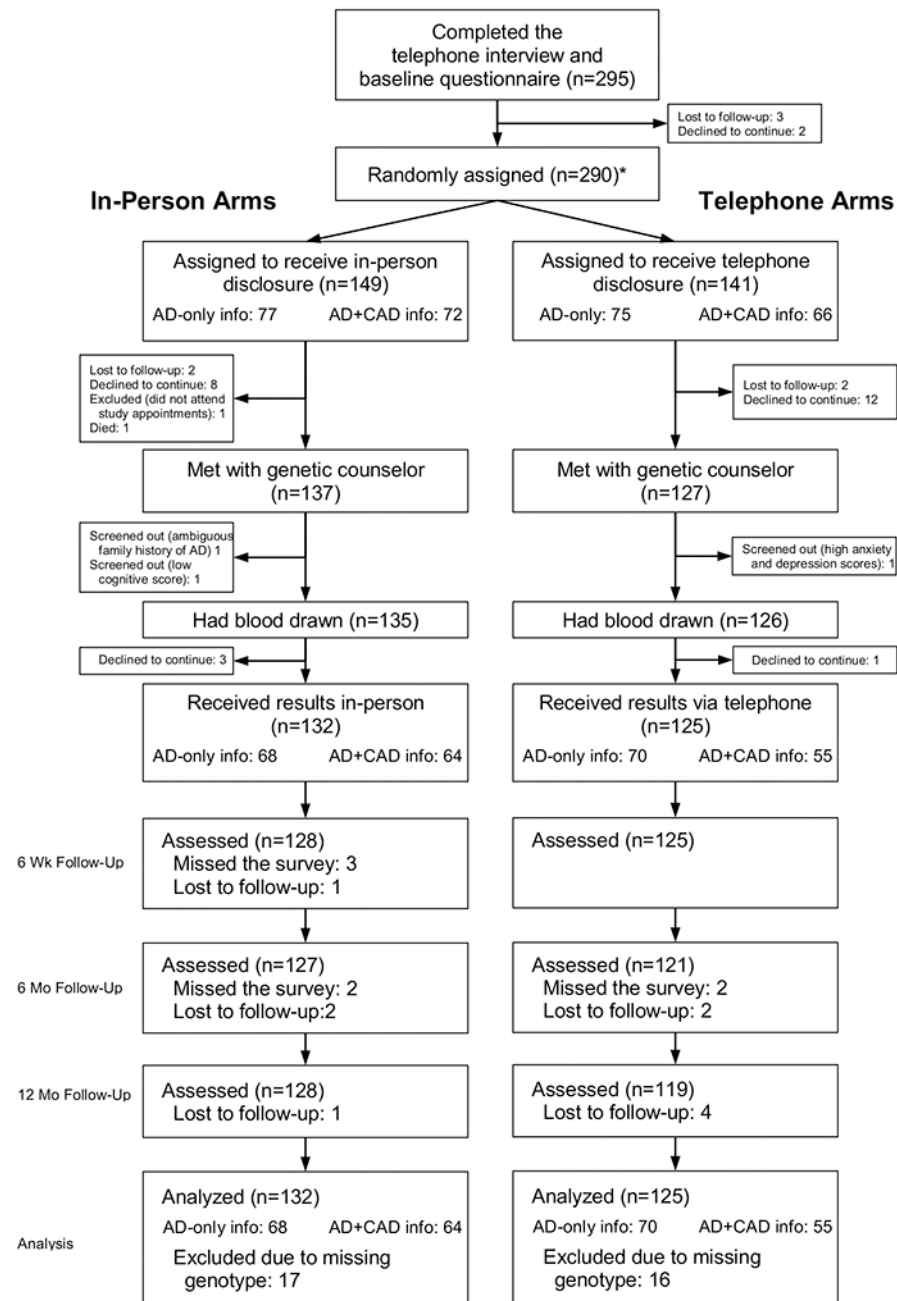 Completed the
telephone interview and
baseline questionnaire (n=295)
Lost to follow-up: 3
Declined to continue: 2
Randomly assigned (n=290)*
In-Person Arms
Telephone Arms
Assigned to receive in-person
disclosure (n=149)
AD-only info: 77 AD+CAD info: 72
Assigned to receive telephone
disclosure (n=141)
AD-only: 75 AD+CAD info: 66
Lost to follow-up: 2
Declined to continue: 8
Excluded (did not attend
study appointments): 1
Died: 1
Lost to follow-up: 2
Declined to continue: 12
Met with genetic counselor
(n=137)
Met with genetic counselor
(n=127)
Screened out (ambiguous
family history of AD) 1
Screened out (low
cognitive score): 1
Screened out (high anxiety
and depression scores): 1
Had blood drawn (n=135)
Had blood drawn (n=126)
Declined to continue: 3
Declined to continue: 1
Received results in-person
(n=132)
AD-only info: 68 AD+CAD info: 64
Received results via telephone
(n=125)
AD-only info: 70 AD+CAD info: 55
6 Wk Follow-Up
Assessed (n=128)
Missed the survey: 3
Lost to follow-up: 1
Assessed (n=125)
6 Mo Follow-Up
Assessed (n=127)
Missed the survey: 2
Lost to follow-up:2
Assessed (n=121)
Missed the survey: 2
Lost to follow-up: 2
12 Mo Follow-Up
Assessed (n=128)
Lost to follow-up: 1
Assessed (n=119)
Lost to follow-up: 4
Analysis
Analyzed (n=132)
AD-only info: 68 AD+CAD info: 64
Excluded due to missing
genotype: 17
Analyzed (n=125)
AD-only info: 70 AD+CAD info: 55
Excluded due to missing
genotype: 16